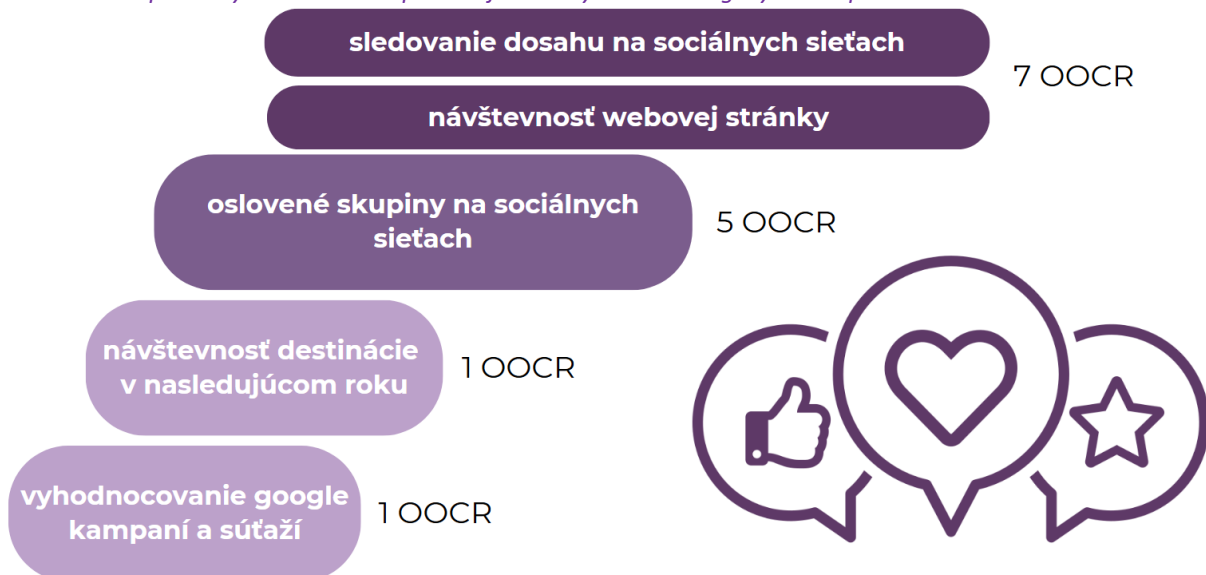 sledovanie dosahu na sociálnych sieťach
7 OOCR
návštevnosť webovej stránky
oslovené skupiny na sociálnych
sieťach
5 OOCR
návštevnosť destinácie
v nasledujúcom roku
1 OOCR
vyhodnocovanie google
kampaní a súťaží
1 OOCR